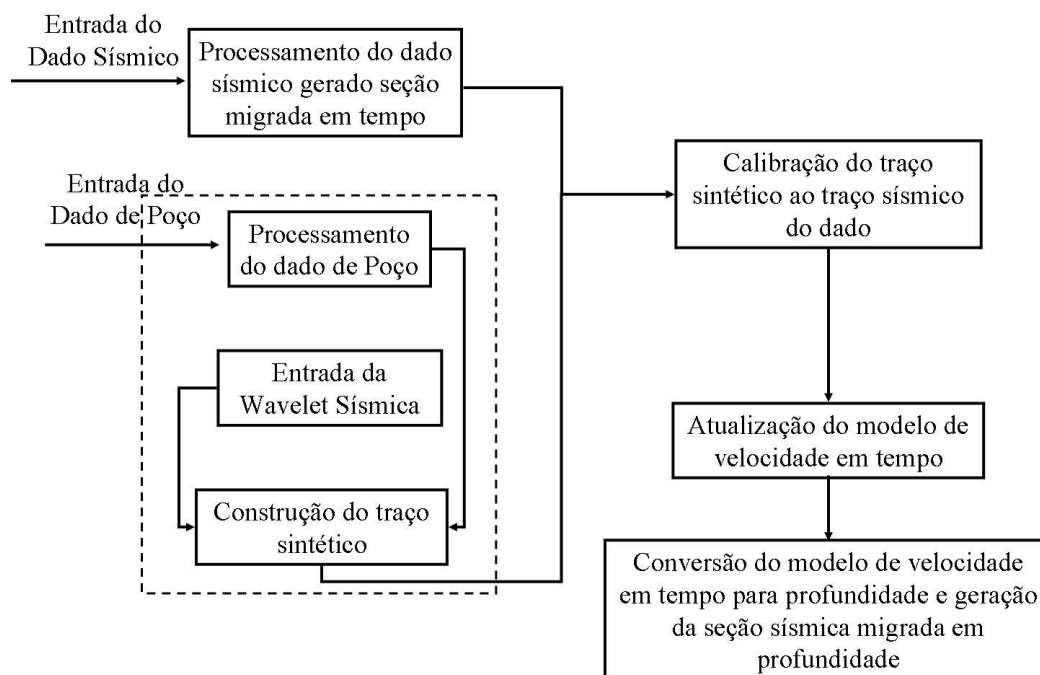 Entrada do
Dado Sísmico
Processamento do dado
sísmico gerado seção
migrada em tempo
Entrada do
Dado de Poço
Processamento
do dado de Poço
Entrada da
Wavelet Sísmica
Construção do traço
sintético
Calibração do traço
sintético ao traço sísmico
do dado
Atualização do modelo de
velocidade em tempo
Conversão do modelo de velocidade
em tempo para profundidade e geração
da seção sísmica migrada em
profundidade